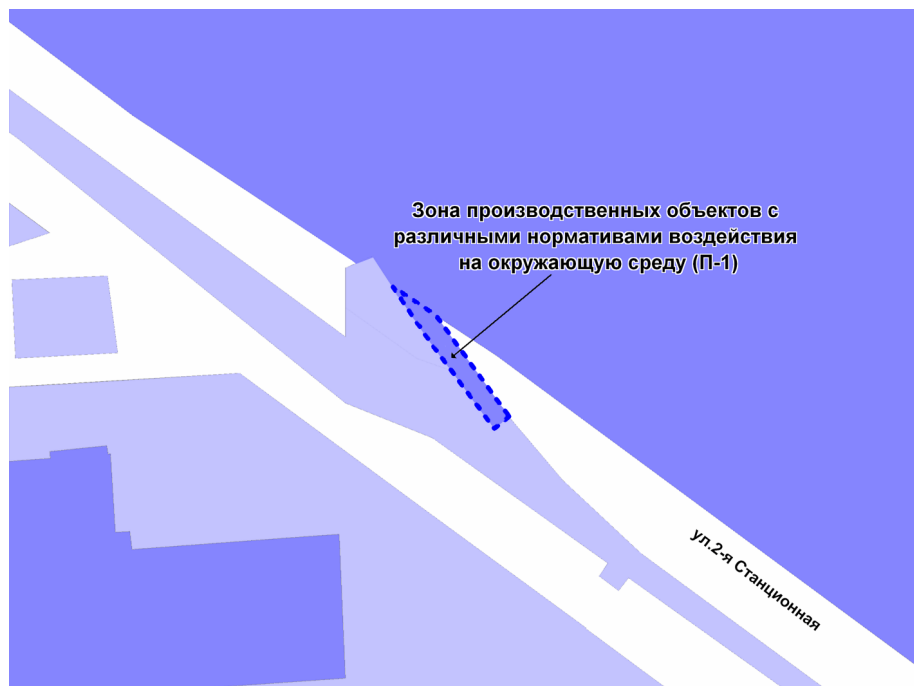 Зона производственных объектов с
различными нормативами воздействия
на окружающую среду (П-1)
ул.2-я Станционная